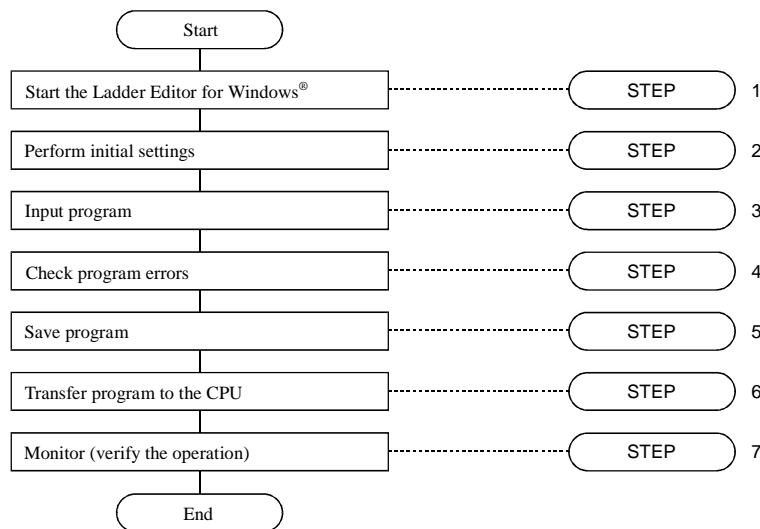 Start
Start the Ladder Editor for Windows® STEP 1
Perform initial settings STEP 2
Input program STEP 3
Check program errors STEP 4
Save program STEP 5
Transfer program to the CPU STEP 6
Monitor (verify the operation) STEP 7
End